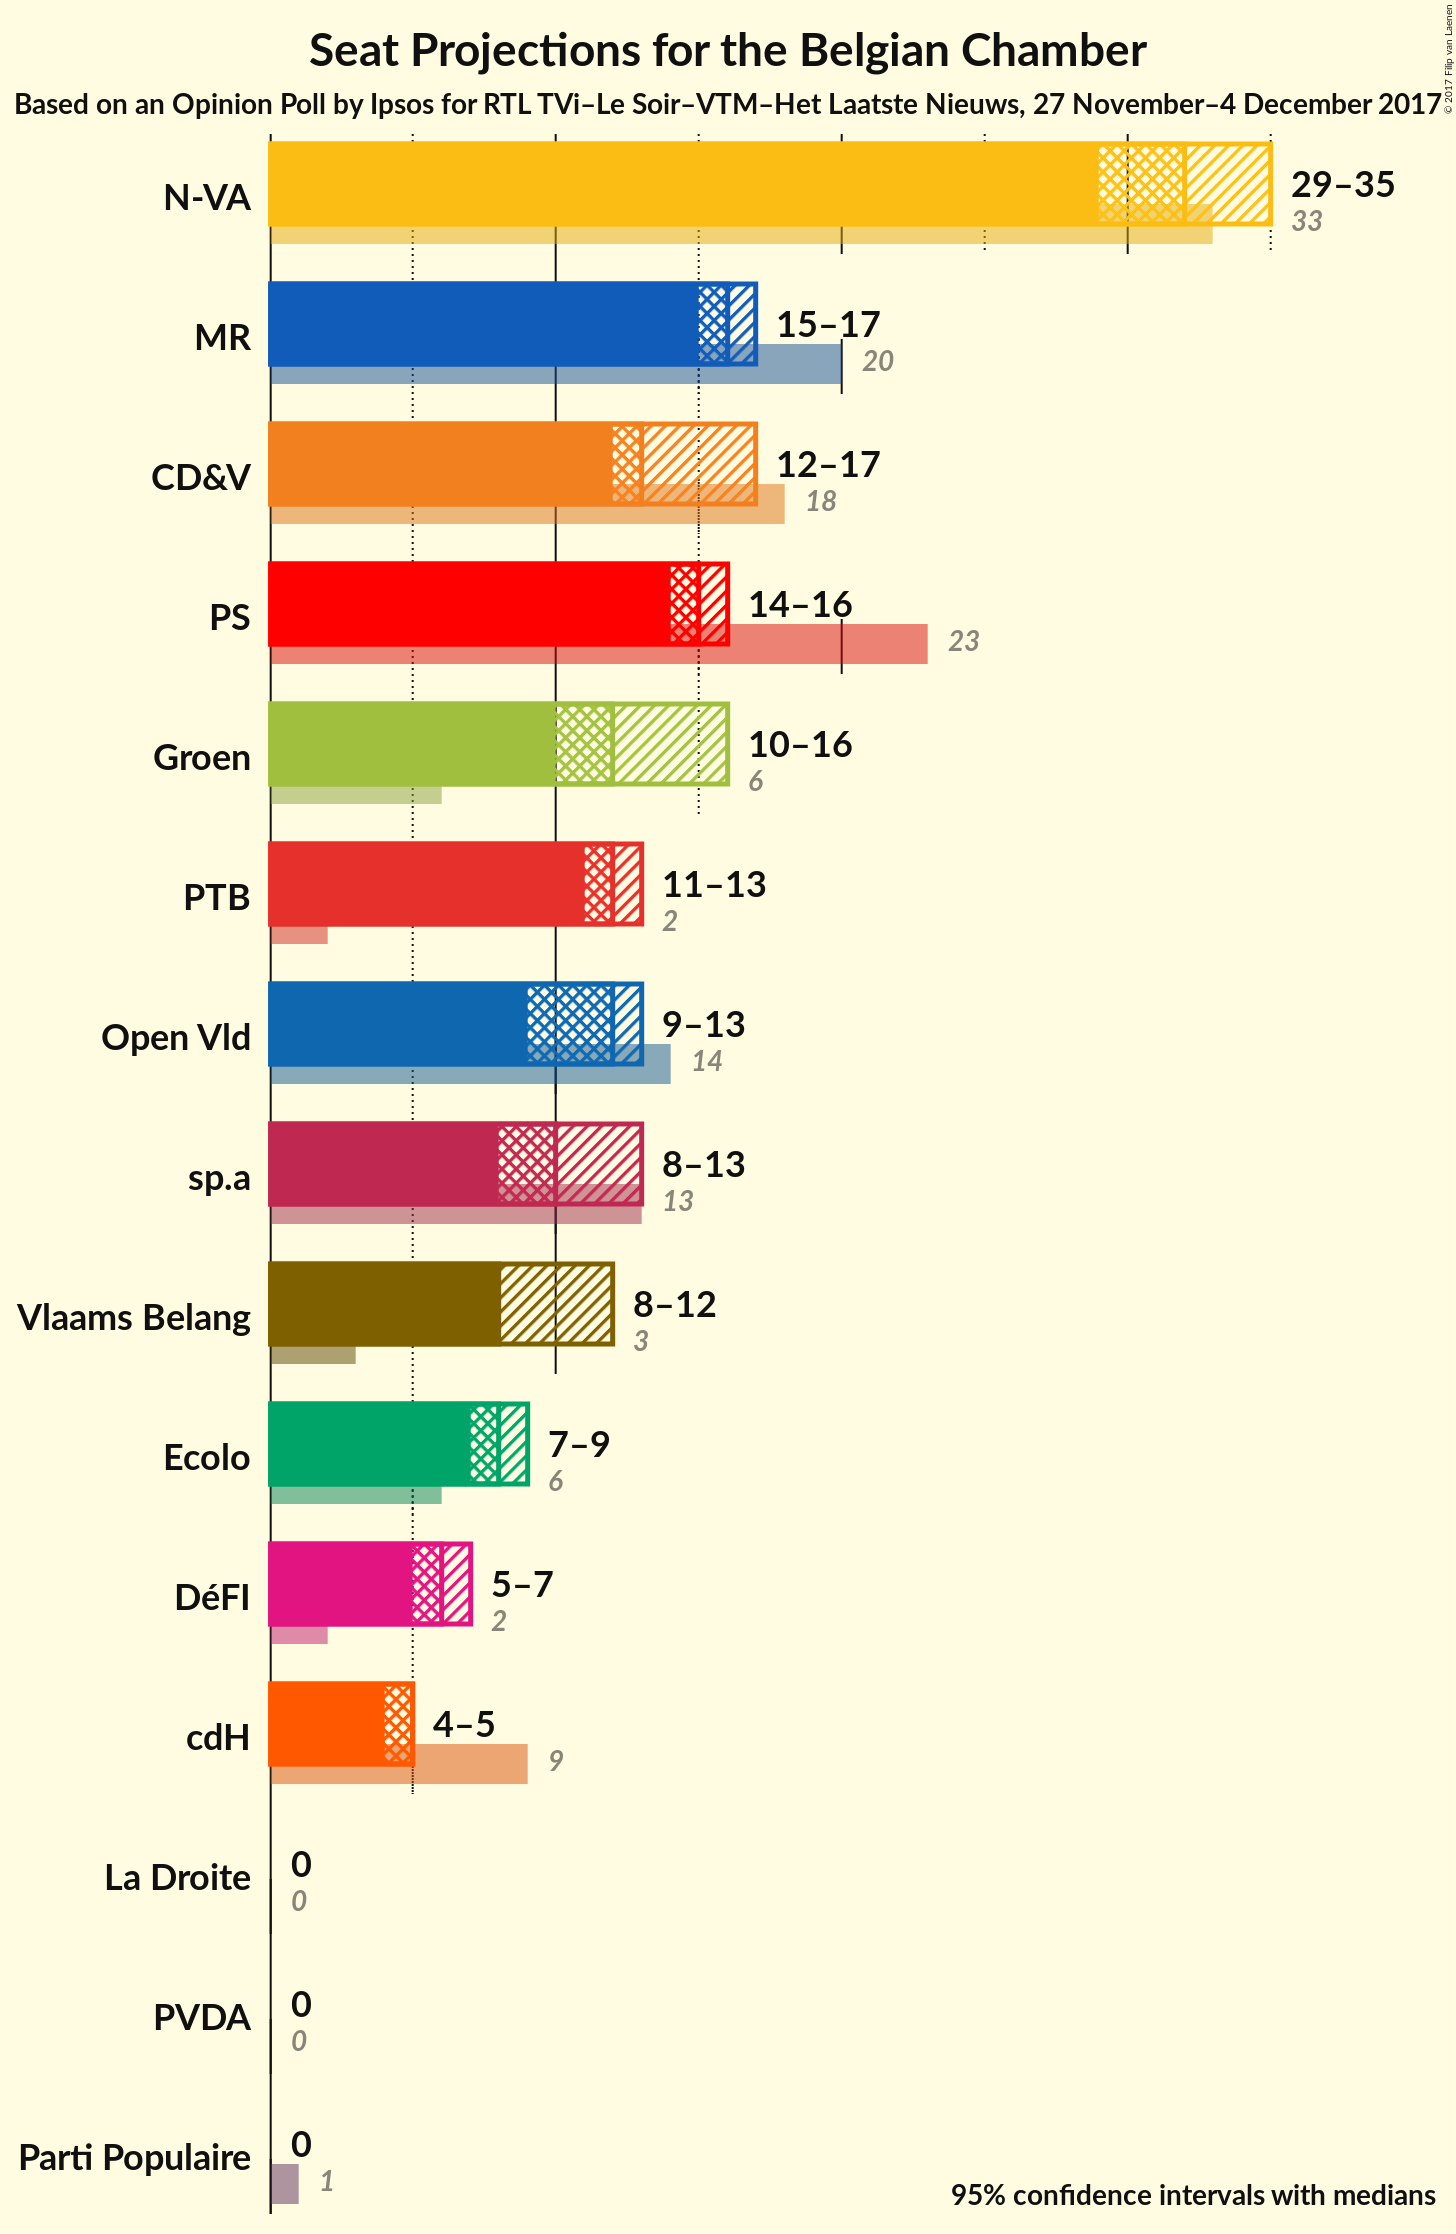 Seat Projections for the Belgian Chamber
Based on an Opinion Poll by Ipsos for RTL TVi–Le Soir–VTM–Het Laatste Nieuws, 27 November–4 December 2017
© 2017 Filip van Laenen
N-VA
29–35
33
MR
15–17
20
CD&V
12–17
18
PS
14–16
23
Groen
10–16
6
PTB
11–13
2
Open Vld
9–13
14
sp.a
8–13
13
Vlaams Belang
8–12
3
Ecolo
7–9
6
DéFI
5–7
2
cdH
4–5
9
La Droite
0
0
PVDA
0
0
Parti Populaire
0
1
95% confidence intervals with medians